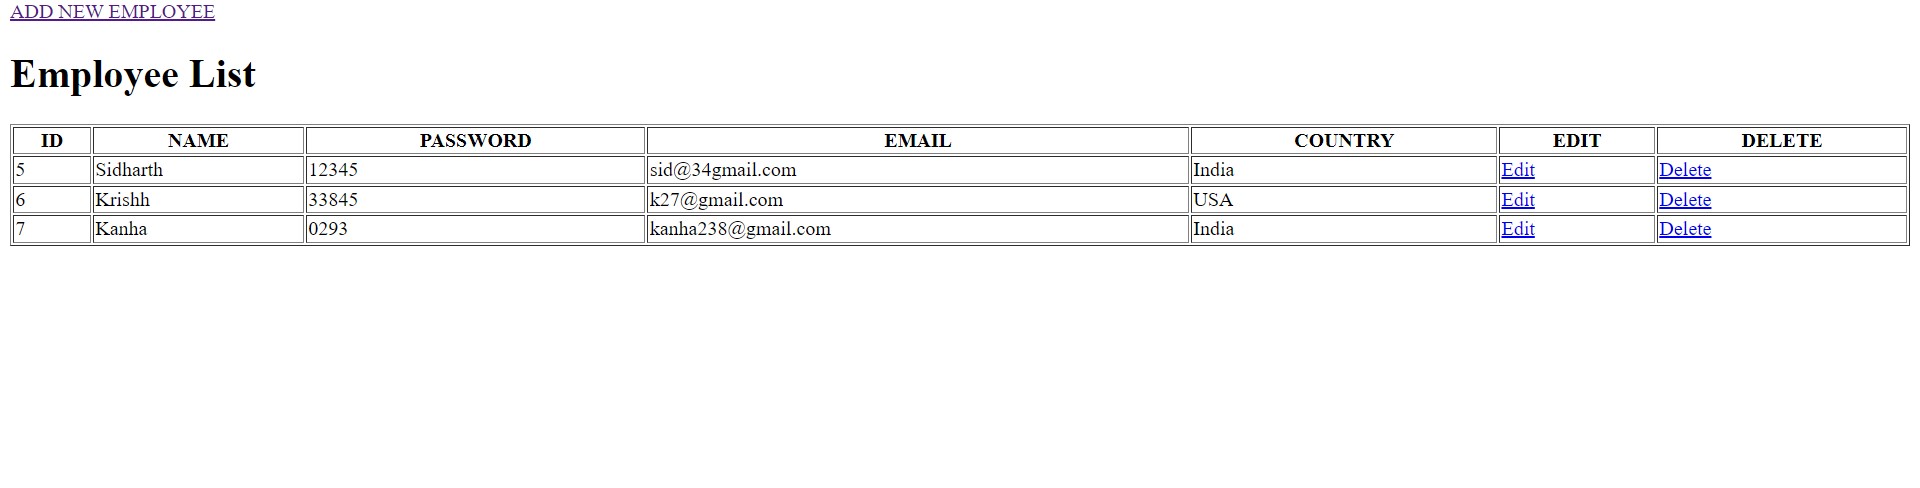 ADD NEW EMPLOYEE
Employee List
ID NAME PASSWORD EMAIL COUNTRY EDIT DELETE
5 Sidharth 12345 sid@34gmail.com India Edit Delete
6 Krishh 33845 k27@gmail.com USA Edit Delete
7 Kanha 0293 kanha238@gmail.com India Edit Delete